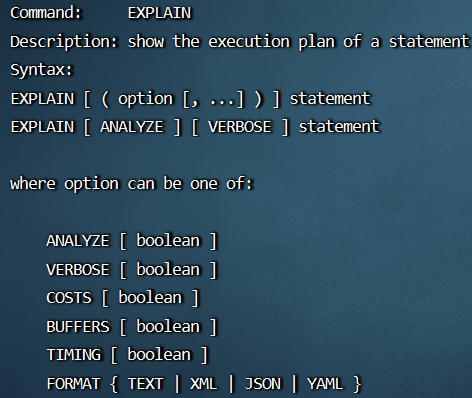 Command:     EXPLAIN
Description: show the execution plan of a statement
Syntax:
EXPLAIN [ ( option [, ...] ) ] statement
EXPLAIN [ ANALYZE ] [ VERBOSE ] statement

where option can be one of:

    ANALYZE [ boolean ]
    VERBOSE [ boolean ]
    COSTS [ boolean ]
    BUFFERS [ boolean ]
    TIMING [ boolean ]
    FORMAT { TEXT | XML | JSON | YAML }